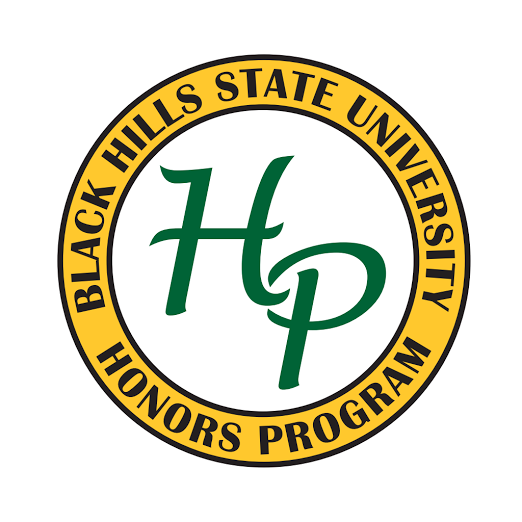 BLACK HILLS STATE UNIVERSITY
HP
HONORS PROGRAM